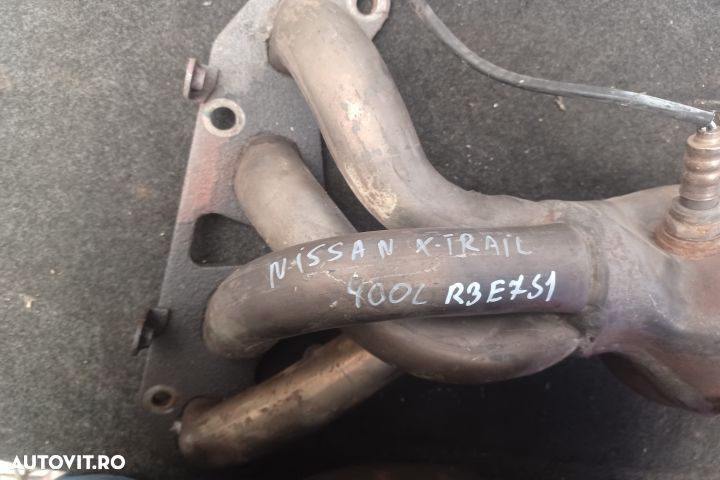 NISSAN X-TRAIL
400L R3E7S1
AUTOVIT.RO